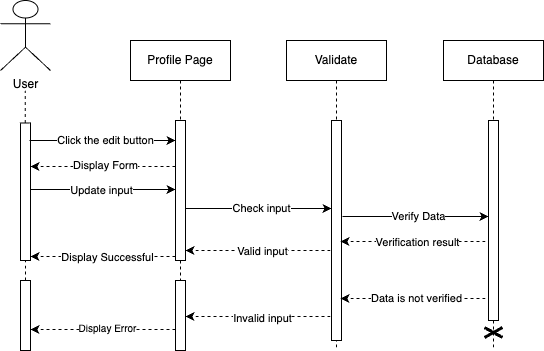 User
Profile Page
Validate
Database
Click the edit button
Display Form
Update input
Check input
Verify Data
Verification result
Valid input
Display Successful
Data is not verified
Invalid input
Display Error